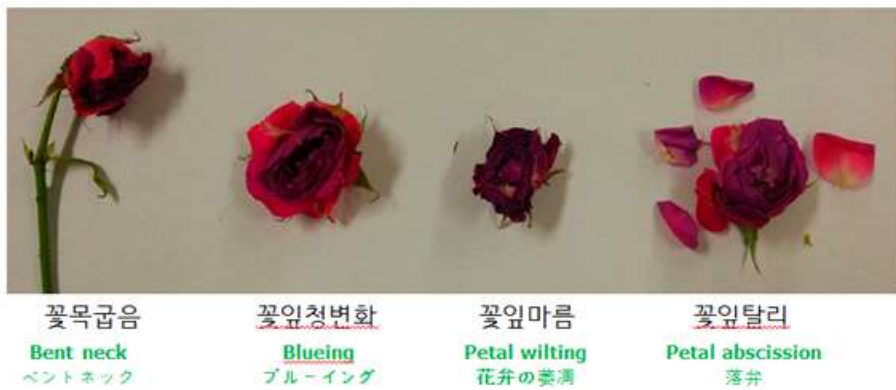 꽃목굽음
Bent neck
ベントネック
꽃잎청변화
Blueing
ブルーイング
꽃잎마름
Petal wilting
花弁の萎凋
꽃잎탈리
Petal abscission
落弁